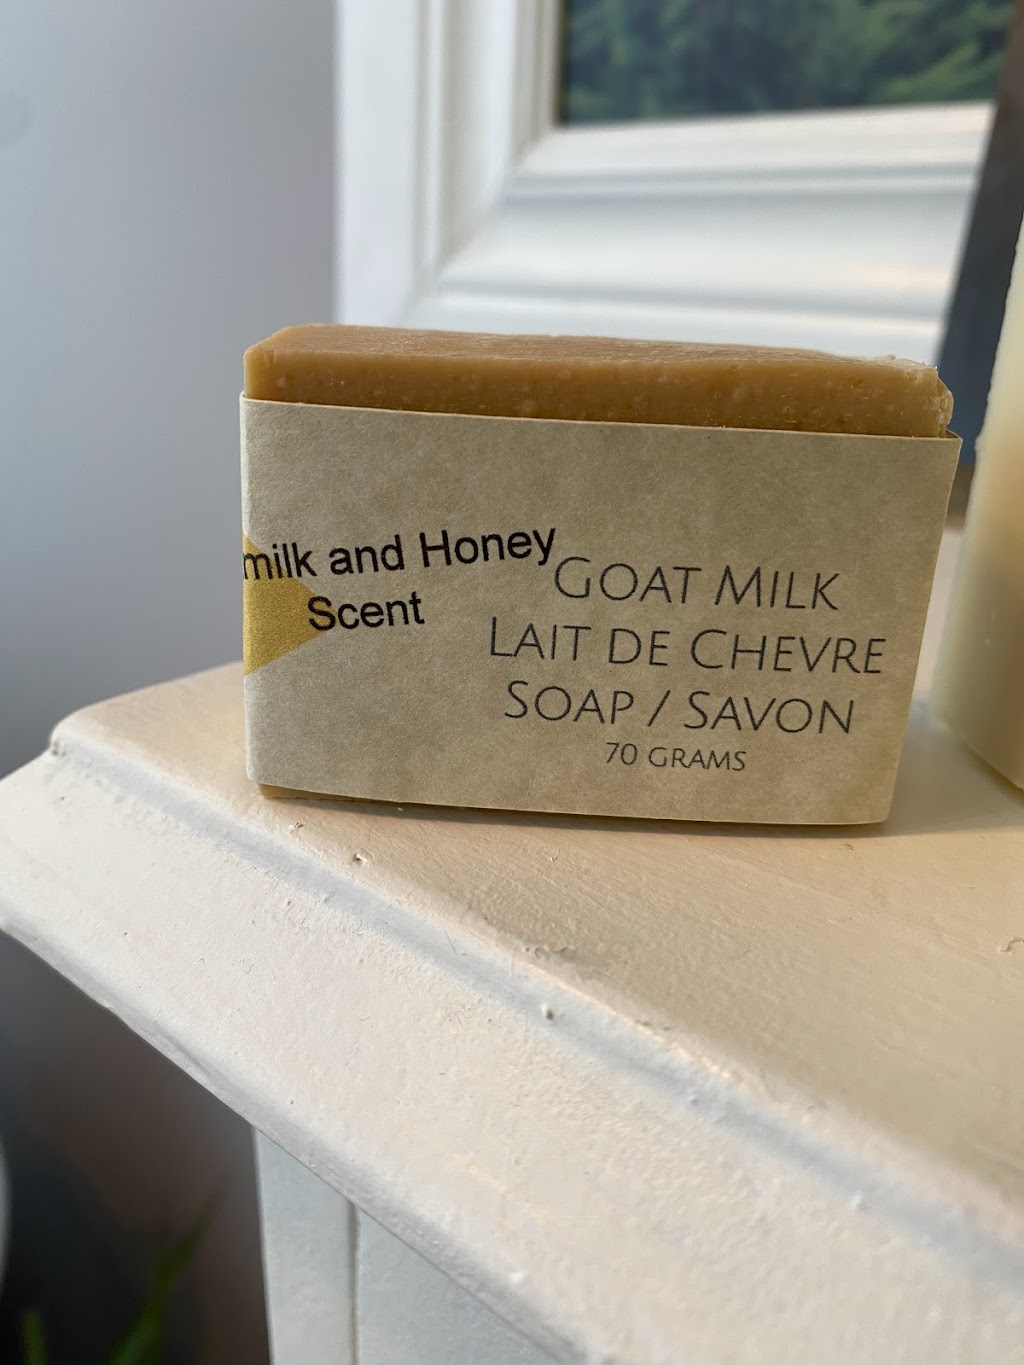 milk and Honey
Scent
GOAT MILK
LAIT DE CHEVRE
SOAP / SAVON
70 GRAMS